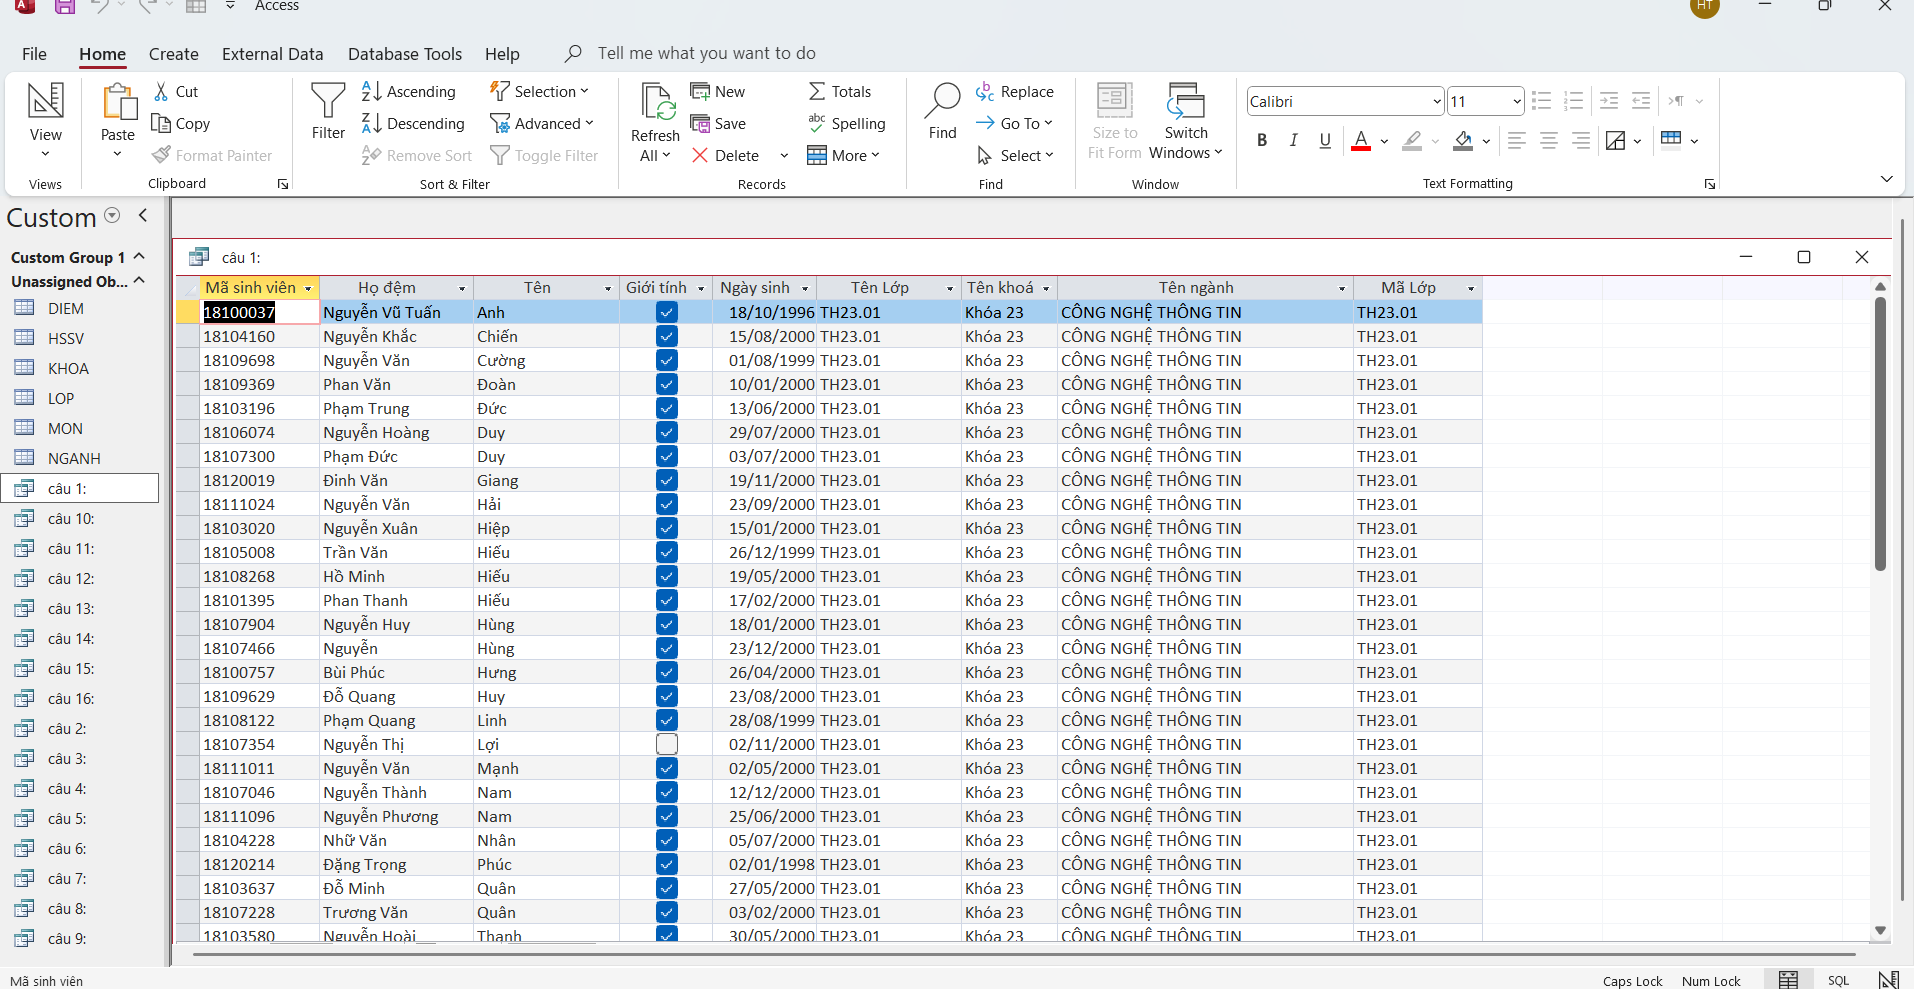 Access
HT
File Home Create External Data Database Tools Help Tell me what you want to do
View Paste Cut Copy Format Painter Filter Ascending Descending Remove Sort Selection Advanced Toggle Filter Refresh All New Save Delete Totals Spelling More Find Replace Go To Select Size to Fit Form Switch Windows Calibri 11 B I U A
Views Clipboard Sort & Filter Records Find Window Text Formatting
Custom
Custom Group 1
Unassigned Ob...
DIEM
HSSV
KHOA
LOP
MON
NGANH
câu 1:
câu 10:
câu 11:
câu 12:
câu 13:
câu 14:
câu 15:
câu 16:
câu 2:
câu 3:
câu 4:
câu 5:
câu 6:
câu 7:
câu 8:
câu 9:
câu 1:
Mã sinh viên Họ đệm Tên Giới tính Ngày sinh Tên Lớp Tên khoá Tên ngành Mã Lớp
18100037 Nguyễn Vũ Tuấn Anh 18/10/1996 TH23.01 Khóa 23 CÔNG NGHỆ THÔNG TIN TH23.01
18104160 Nguyễn Khắc Chiến 15/08/2000 TH23.01 Khóa 23 CÔNG NGHỆ THÔNG TIN TH23.01
18109698 Nguyễn Văn Cường 01/08/1999 TH23.01 Khóa 23 CÔNG NGHỆ THÔNG TIN TH23.01
18109369 Phan Văn Đoàn 10/01/2000 TH23.01 Khóa 23 CÔNG NGHỆ THÔNG TIN TH23.01
18103196 Phạm Trung Đức 13/06/2000 TH23.01 Khóa 23 CÔNG NGHỆ THÔNG TIN TH23.01
18106074 Nguyễn Hoàng Duy 29/07/2000 TH23.01 Khóa 23 CÔNG NGHỆ THÔNG TIN TH23.01
18107300 Phạm Đức Duy 03/07/2000 TH23.01 Khóa 23 CÔNG NGHỆ THÔNG TIN TH23.01
18120019 Đinh Văn Giang 19/11/2000 TH23.01 Khóa 23 CÔNG NGHỆ THÔNG TIN TH23.01
18111024 Nguyễn Văn Hải 23/09/2000 TH23.01 Khóa 23 CÔNG NGHỆ THÔNG TIN TH23.01
18103020 Nguyễn Xuân Hiệp 15/01/2000 TH23.01 Khóa 23 CÔNG NGHỆ THÔNG TIN TH23.01
18105008 Trần Văn Hiếu 26/12/1999 TH23.01 Khóa 23 CÔNG NGHỆ THÔNG TIN TH23.01
18108268 Hồ Minh Hiếu 19/05/2000 TH23.01 Khóa 23 CÔNG NGHỆ THÔNG TIN TH23.01
18101395 Phan Thanh Hiếu 17/02/2000 TH23.01 Khóa 23 CÔNG NGHỆ THÔNG TIN TH23.01
18107904 Nguyễn Huy Hùng 18/01/2000 TH23.01 Khóa 23 CÔNG NGHỆ THÔNG TIN TH23.01
18107466 Nguyễn Hùng 23/12/2000 TH23.01 Khóa 23 CÔNG NGHỆ THÔNG TIN TH23.01
18100757 Bùi Phúc Hưng 26/04/2000 TH23.01 Khóa 23 CÔNG NGHỆ THÔNG TIN TH23.01
18109629 Đỗ Quang Huy 23/08/2000 TH23.01 Khóa 23 CÔNG NGHỆ THÔNG TIN TH23.01
18108122 Phạm Quang Linh 28/08/1999 TH23.01 Khóa 23 CÔNG NGHỆ THÔNG TIN TH23.01
18107354 Nguyễn Thị Lợi 02/11/2000 TH23.01 Khóa 23 CÔNG NGHỆ THÔNG TIN TH23.01
18111011 Nguyễn Văn Mạnh 02/05/2000 TH23.01 Khóa 23 CÔNG NGHỆ THÔNG TIN TH23.01
18107046 Nguyễn Thành Nam 12/12/2000 TH23.01 Khóa 23 CÔNG NGHỆ THÔNG TIN TH23.01
18111096 Nguyễn Phương Nam 25/06/2000 TH23.01 Khóa 23 CÔNG NGHỆ THÔNG TIN TH23.01
18104228 Nhữ Văn Nhân 05/07/2000 TH23.01 Khóa 23 CÔNG NGHỆ THÔNG TIN TH23.01
18120214 Đặng Trọng Phúc 02/01/1998 TH23.01 Khóa 23 CÔNG NGHỆ THÔNG TIN TH23.01
18103637 Đỗ Minh Quân 27/05/2000 TH23.01 Khóa 23 CÔNG NGHỆ THÔNG TIN TH23.01
18107228 Trương Văn Quân 03/02/2000 TH23.01 Khóa 23 CÔNG NGHỆ THÔNG TIN TH23.01
18103580 Nguyễn Hoài Thanh 30/05/2000 TH23.01 Khóa 23 CÔNG NGHỆ THÔNG TIN TH23.01
Mã sinh viên Caps Lock Num Lock SQL